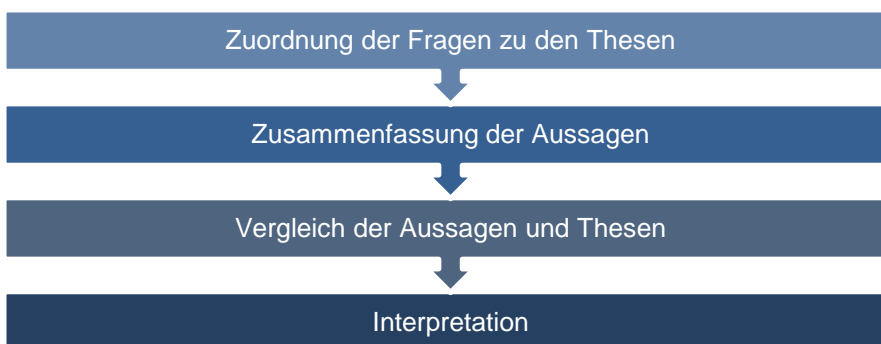 Zuordnung der Fragen zu den Thesen
Zusammenfassung der Aussagen
Vergleich der Aussagen und Thesen
Interpretation